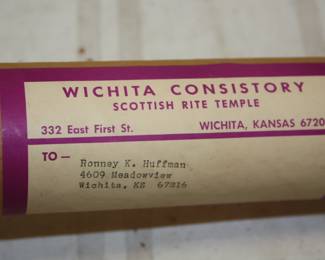 WICHITA CONSISTORY
SCOTTISH RITE TEMPLE
332 East First St. WICHITA, KANSAS 6720
TO —
Ronney K. Huffman
4609 Meadowview
Wichita, KS 67216